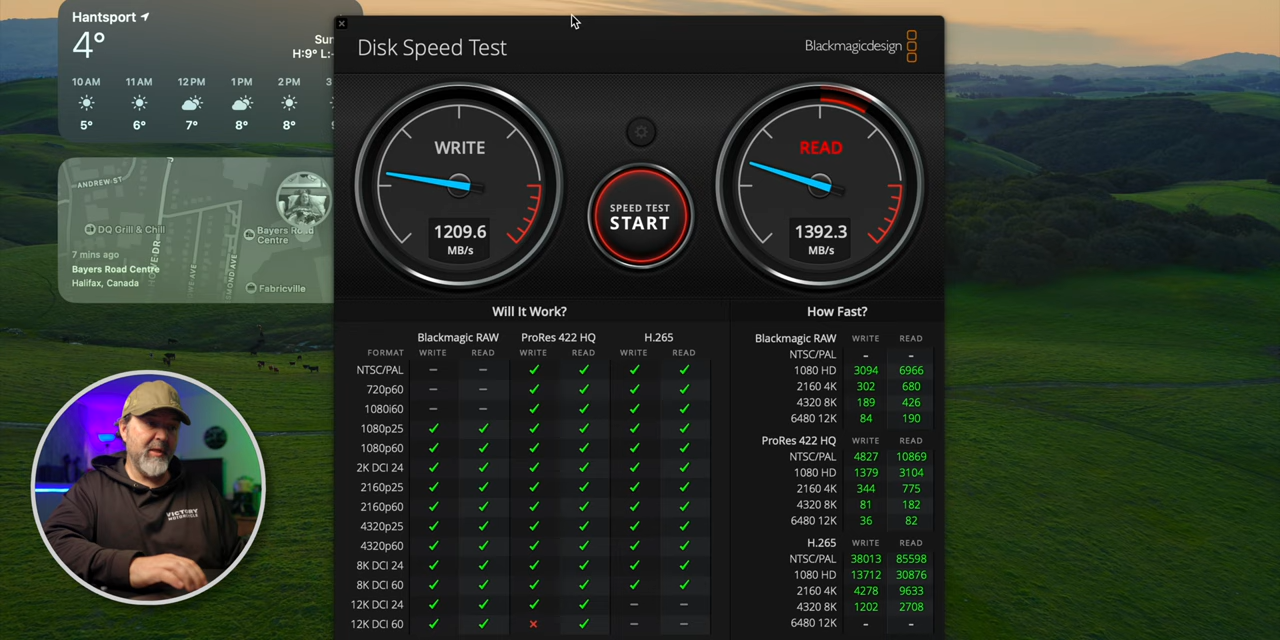 Hantsport
4°
Sun
H:9° L:-
10 AM 11 AM 12 PM 1 PM 2 PM 3
5° 6° 7° 8° 8° 9
ANDREW ST
DQ Grill & Chill
Bayers Road
Centre
7 mins ago
Bayers Road Centre
Halifax, Canada
Fabricville
VICTORY
MOTORVILLE
Disk Speed Test
Blackmagicdesign
WRITE
1209.6
MB/s
SPEED TEST
START
READ
1392.3
MB/s
Will It Work?
Blackmagic RAW ProRes 422 HQ H.265
FORMAT WRITE READ WRITE READ WRITE READ
NTSC/PAL – – ✓ ✓ ✓ ✓
720p60 – – ✓ ✓ ✓ ✓
1080i60 – – ✓ ✓ ✓ ✓
1080p25 ✓ ✓ ✓ ✓ ✓ ✓
1080p60 ✓ ✓ ✓ ✓ ✓ ✓
2K DCI 24 ✓ ✓ ✓ ✓ ✓ ✓
2160p25 ✓ ✓ ✓ ✓ ✓ ✓
2160p60 ✓ ✓ ✓ ✓ ✓ ✓
4320p25 ✓ ✓ ✓ ✓ ✓ ✓
4320p60 ✓ ✓ ✓ ✓ ✓ ✓
8K DCI 24 ✓ ✓ ✓ ✓ ✓ ✓
8K DCI 60 ✓ ✓ ✓ ✓ ✓ ✓
12K DCI 24 ✓ ✓ ✓ ✓ – –
12K DCI 60 ✓ ✓ × ✓ – –
How Fast?
Blackmagic RAW WRITE READ
NTSC/PAL - -
1080 HD 3094 6966
2160 4K 302 680
4320 8K 189 426
6480 12K 84 190
ProRes 422 HQ WRITE READ
NTSC/PAL 4827 10869
1080 HD 1379 3104
2160 4K 344 775
4320 8K 81 182
6480 12K 36 82
H.265 WRITE READ
NTSC/PAL 38013 85598
1080 HD 13712 30876
2160 4K 4278 9633
4320 8K 1202 2708
6480 12K - -